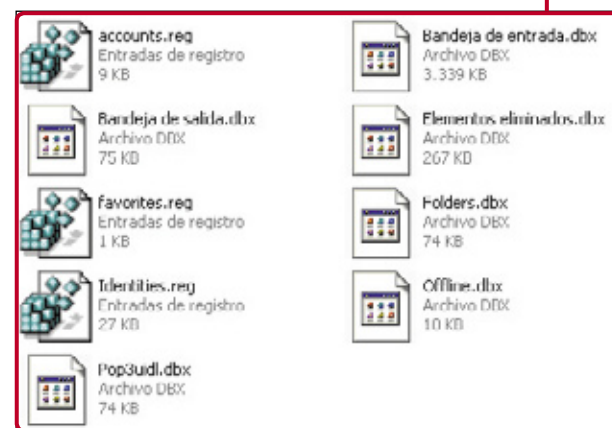 accounts.reg
Entradas de registro
9 KB
Bandeja de entrada.dbx
Archivo DBX
3.339 KB
Bandeja de salida.dbx
Archivo DBX
75 KB
Elementos eliminados.dbx
Archivo DBX
267 KB
favorites.reg
Entradas de registro
1 KB
Folders.dbx
Archivo DBX
74 KB
Identities.reg
Entradas de registro
27 KB
Offline.dbx
Archivo DBX
10 KB
Pop3uidl.dbx
Archivo DBX
74 KB